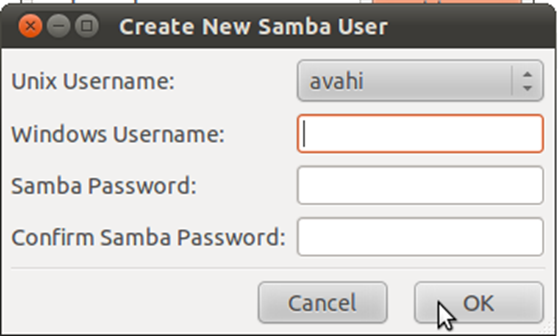 Create New Samba User
Unix Username: avahi
Windows Username:
Samba Password:
Confirm Samba Password:
Cancel OK